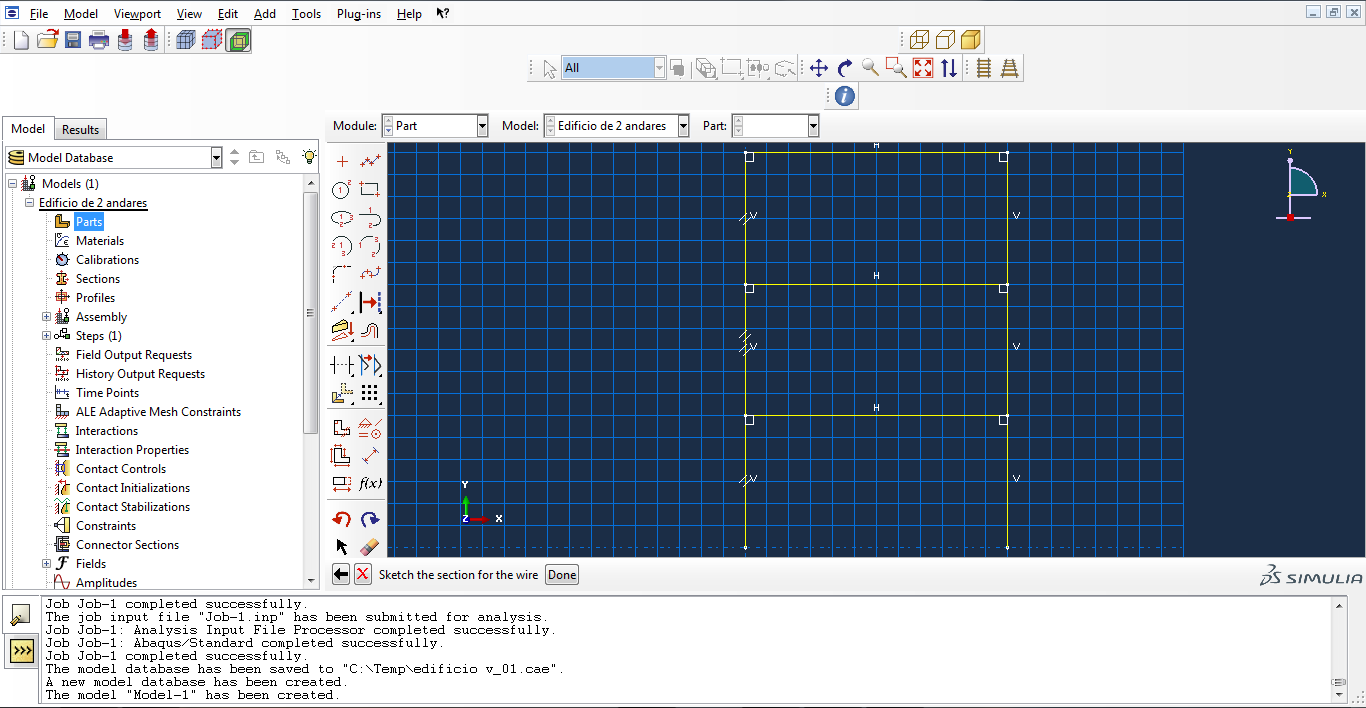 File Model Viewport View Edit Add Tools Plug-ins Help
All
Model Results
Module: Part Model: Edificio de 2 andares Part:
Model Database
Models (1)
Edificio de 2 andares
Parts
Materials
Calibrations
Sections
Profiles
Assembly
Steps (1)
Field Output Requests
History Output Requests
Time Points
ALE Adaptive Mesh Constraints
Interactions
Interaction Properties
Contact Controls
Contact Initializations
Contact Stabilizations
Constraints
Connector Sections
Fields
Amplitudes
f(x)
H
V V
H
V V
H
V V
Y
X
Y
Z X
Sketch the section for the wire Done
SIMULIA
Job Job-1 completed successfully.
The job input file "Job-1.inp" has been submitted for analysis.
Job Job-1: Analysis Input File Processor completed successfully.
Job Job-1: Abaqus/Standard completed successfully.
Job Job-1 completed successfully.
The model database has been saved to "C:\Temp\edificio v_01.cae".
A new model database has been created.
The model "Model-1" has been created.